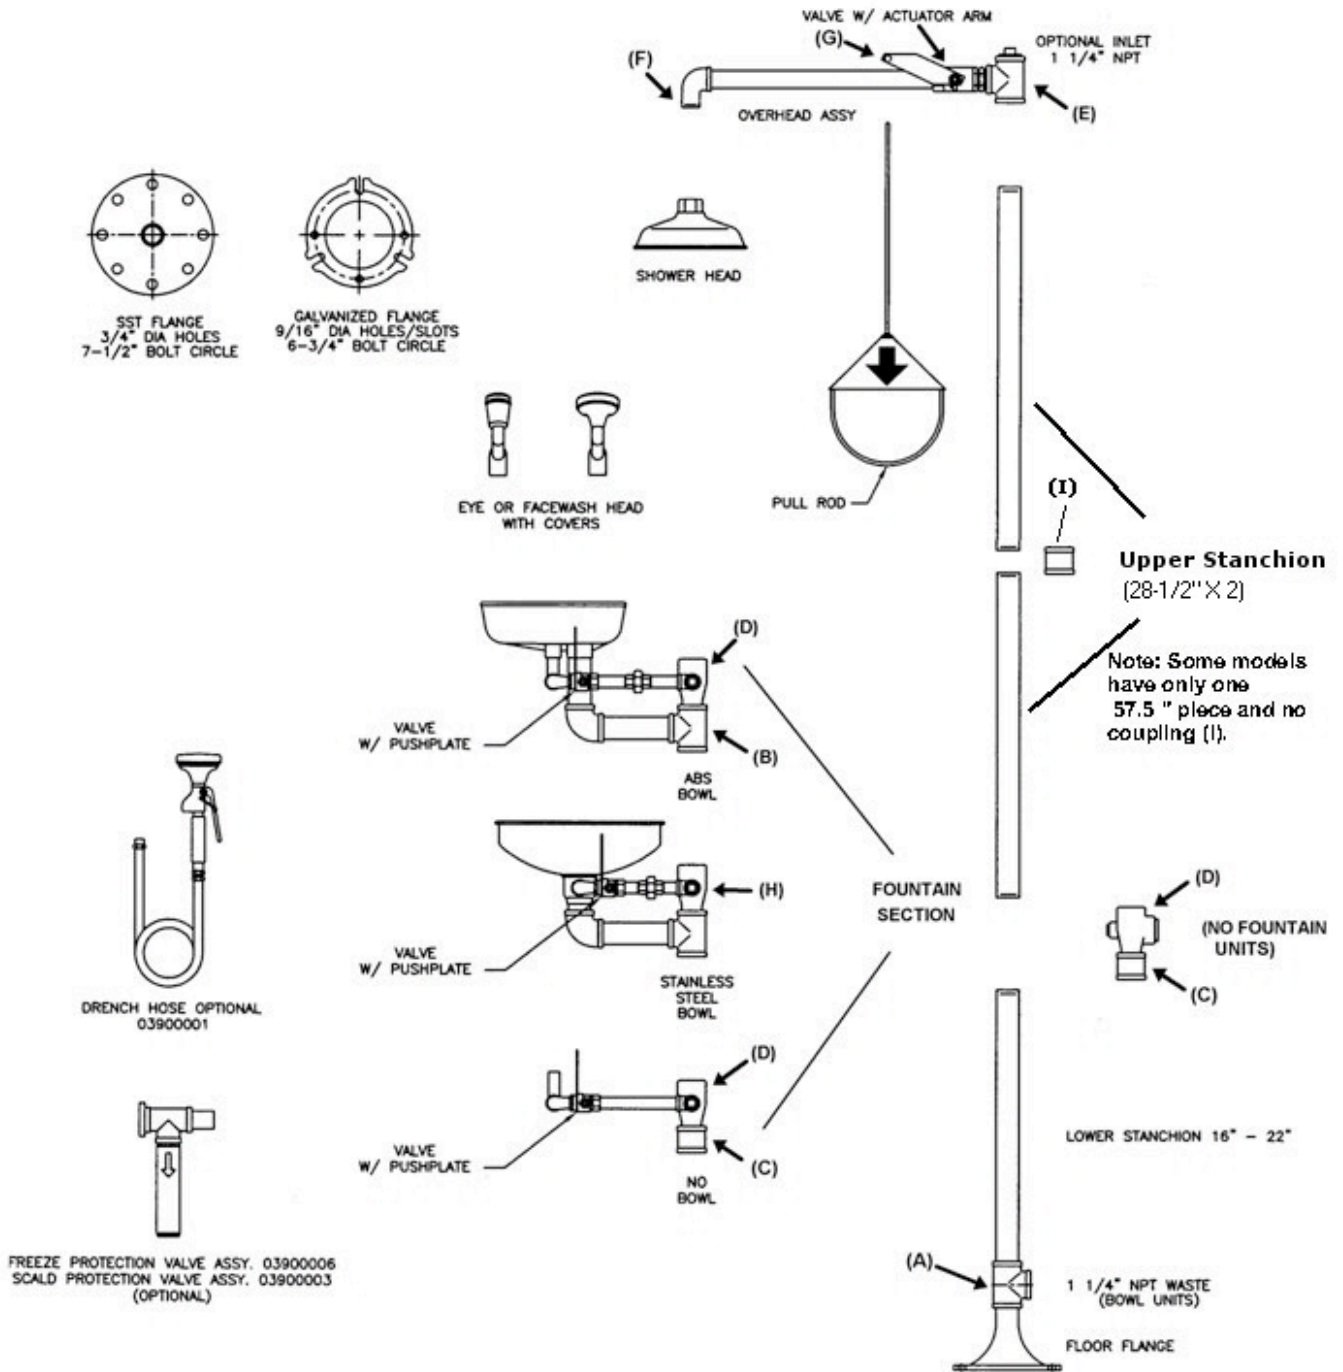 VALVE W/ ACTUATOR ARM
(G)
OPTIONAL INLET
1 1/4" NPT
(F)
(E)
OVERHEAD ASSY
SHOWER HEAD
SST FLANGE
3/4" DIA HOLES
7-1/2" BOLT CIRCLE
GALVANIZED FLANGE
9/16" DIA HOLES/SLOTS
6-3/4" BOLT CIRCLE
EYE OR FACEWASH HEAD
WITH COVERS
PULL ROD
(I)
Upper Stanchion
(28-1/2" X 2)
Note: Some models
have only one
57.5 " piece and no
coupling (I).
(D)
VALVE
W/ PUSHPLATE
(B)
ABS
BOWL
(H)
VALVE
W/ PUSHPLATE
STAINLESS
STEEL
BOWL
FOUNTAIN
SECTION
(D)
(NO FOUNTAIN
UNITS)
(C)
DRENCH HOSE OPTIONAL
03900001
(D)
VALVE
W/ PUSHPLATE
(C)
NO
BOWL
LOWER STANCHION 16" - 22"
FREEZE PROTECTION VALVE ASSY. 03900006
SCALD PROTECTION VALVE ASSY. 03900003
(OPTIONAL)
(A)
1 1/4" NPT WASTE
(BOWL UNITS)
FLOOR FLANGE